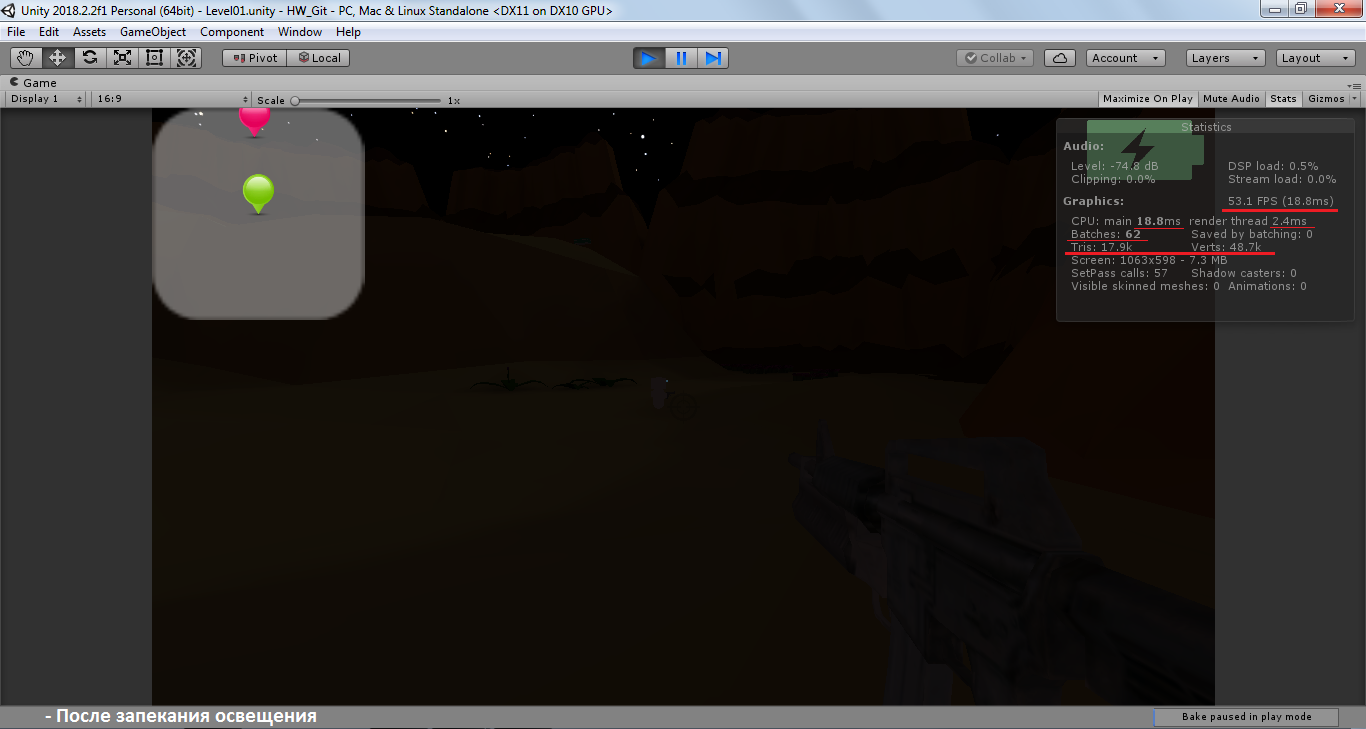 Unity 2018.2.2f1 Personal (64bit) - Level01.unity - HW_Git - PC, Mac & Linux Standalone <DX11 on DX10 GPU>
File Edit Assets GameObject Component Window Help
Pivot Local Collab Account Layers Layout
Game
Display 1 16:9 Scale 1x Maximize On Play Mute Audio Stats Gizmos
Statistics
Audio:
Level: -74.8 dB DSP load: 0.5%
Clipping: 0.0% Stream load: 0.0%
Graphics: 53.1 FPS (18.8ms)
CPU: main 18.8ms render thread 2.4ms
Batches: 62 Saved by batching: 0
Tris: 17.9k Verts: 48.7k
Screen: 1063x598 - 7.3 MB
SetPass calls: 57 Shadow casters: 0
Visible skinned meshes: 0 Animations: 0
- После запекания освещения
Bake paused in play mode